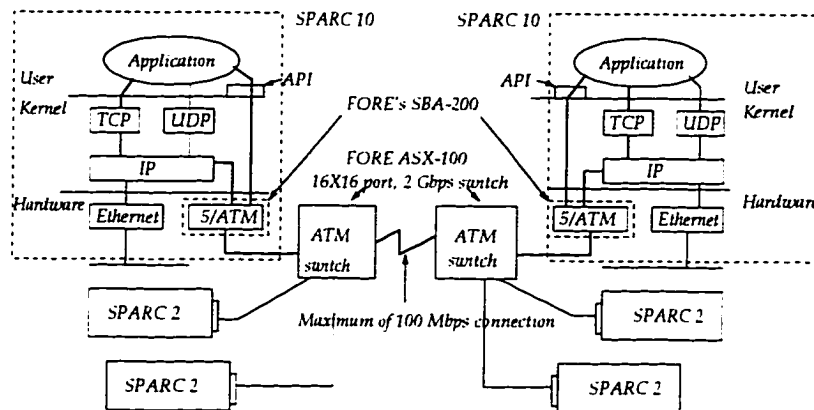 SPARC 10
SPARC 10
Application
Application
API
API
User
User
Kernel
Kernel
FORE's SBA-200
TCP
UDP
TCP
UDP
FORE ASX-100
IP
IP
16X16 port, 2 Gbps switch
Hardware
Hardware
Ethernet
5/ATM
5/ATM
Ethernet
ATM
switch
ATM
switch
SPARC 2
Maximum of 100 Mbps connection
SPARC 2
SPARC 2
SPARC 2